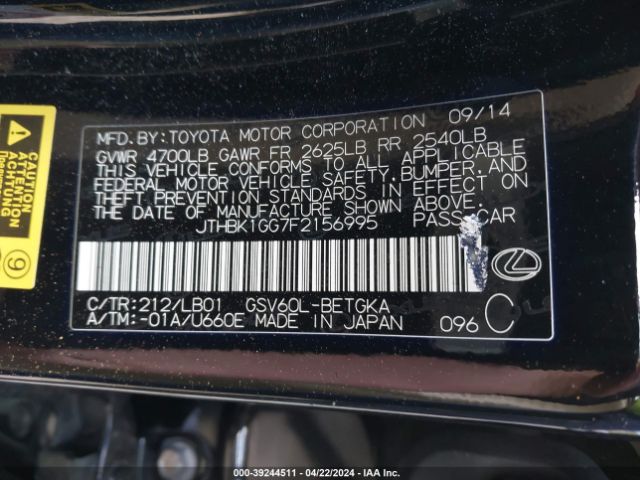 MFD.BY:TOYOTA MOTOR CORPORATION 09/14
GVWR 4700LB GAWR FR 2625LB RR 2540LB
THIS VEHICLE CONFORMS TO ALL APPLICABLE
FEDERAL MOTOR VEHICLE SAFETY,BUMPER,AND
THEFT PREVENTION STANDARDS IN EFFECT ON
THE DATE OF MANUFACTURE SHOWN ABOVE.
JTHBK1GG7F2156995 PASS.CAR
C/TR:212/LB01 GSV60L-BETGKA
A/TM:-01A/U660E MADE IN JAPAN 096 C
CAUTION
ACTUNG
ATTENTION
9
000-39244511 - 04/22/2024 - IAA Inc.